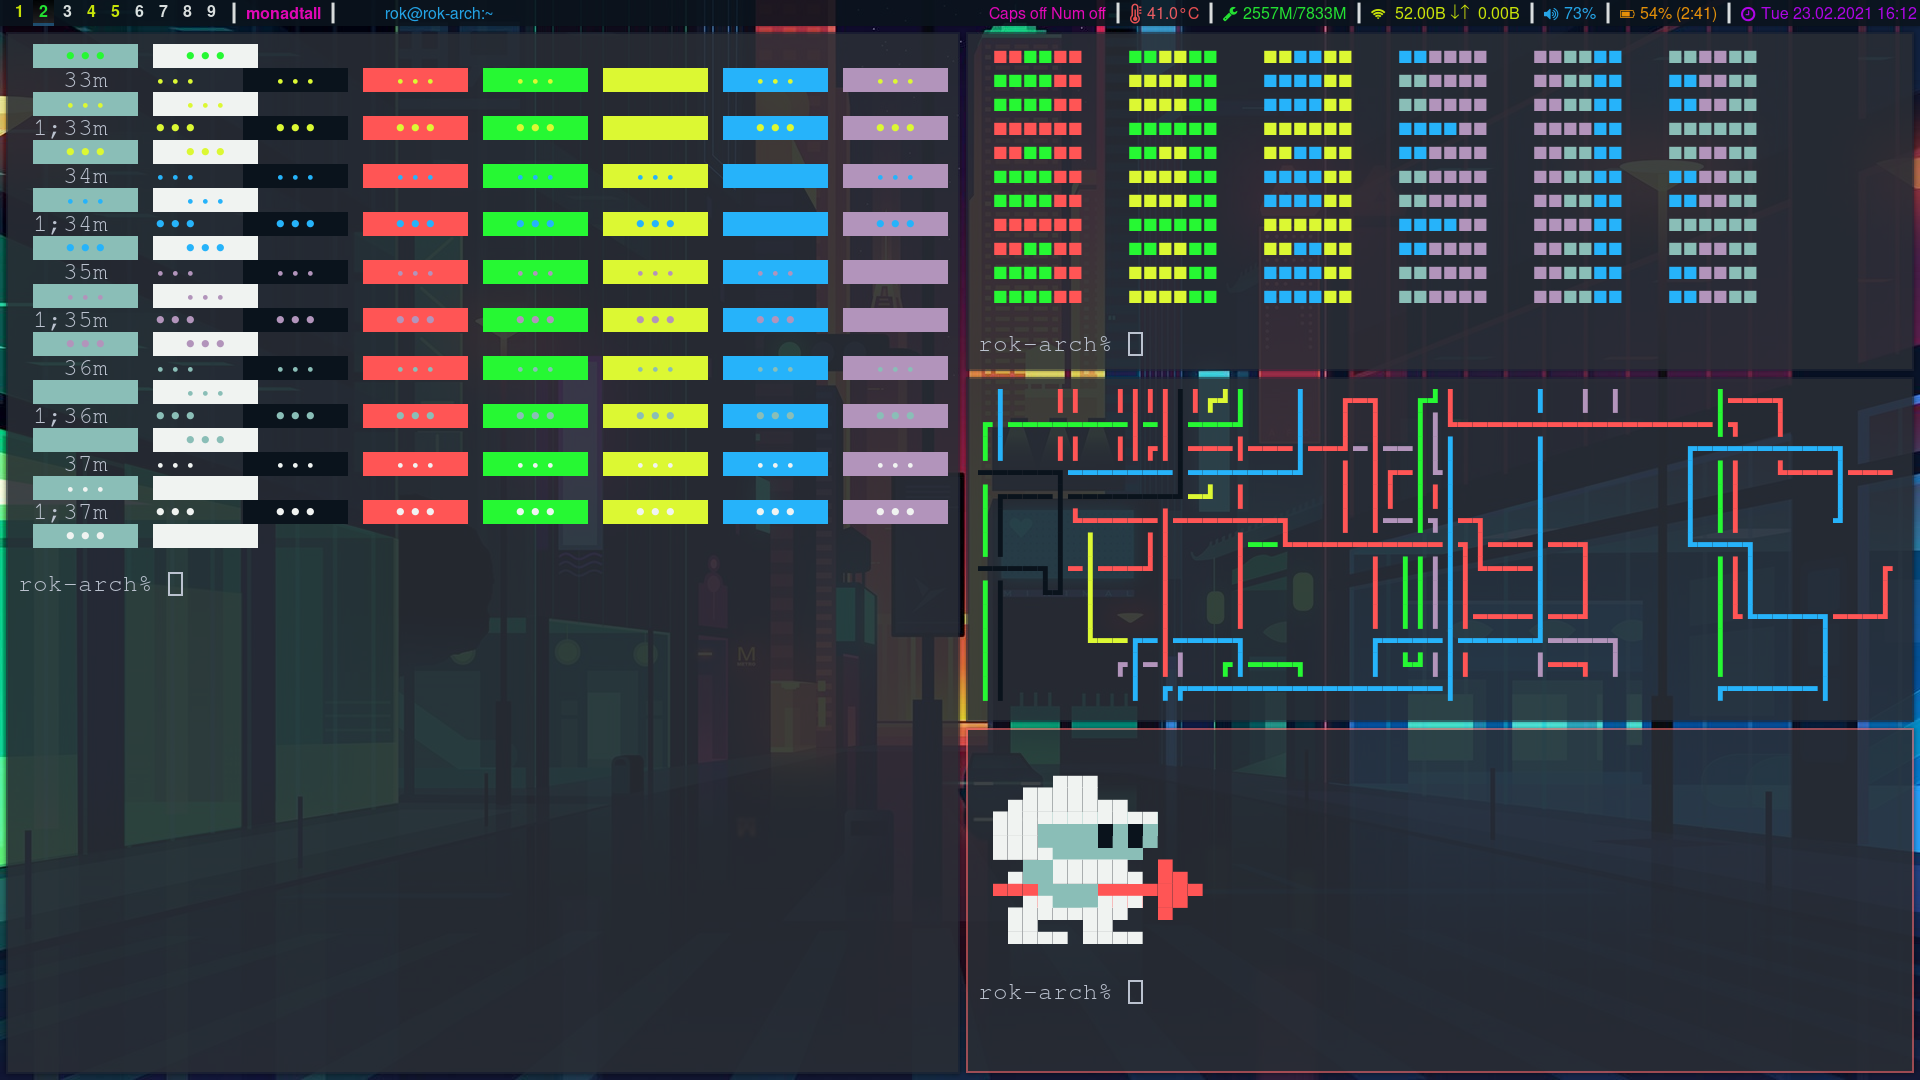 1 2 3 4 5 6 7 8 9 | monadtall | rok@rok-arch:~ Caps off Num off | 41.0°C | 2557M/7833M | 52.00B ↓↑ 0.00B | 73% | 54% (2:41) | Tue 23.02.2021 16:12
33m
1;33m
34m
1;34m
35m
1;35m
36m
1;36m
37m
1;37m
rok-arch%
rok-arch%
M
rok-arch%